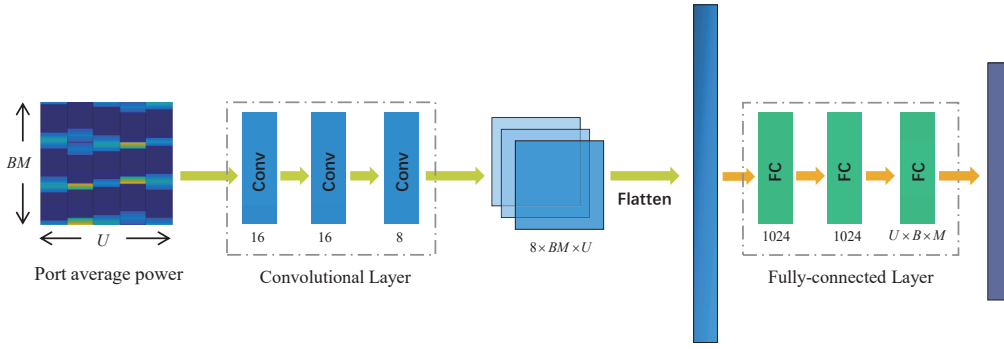 BM
U
Port average power
Conv
Conv
Conv
16
16
8
Convolutional Layer
8 × BM × U
Flatten
FC
FC
FC
1024
1024
U × B × M
Fully-connected Layer